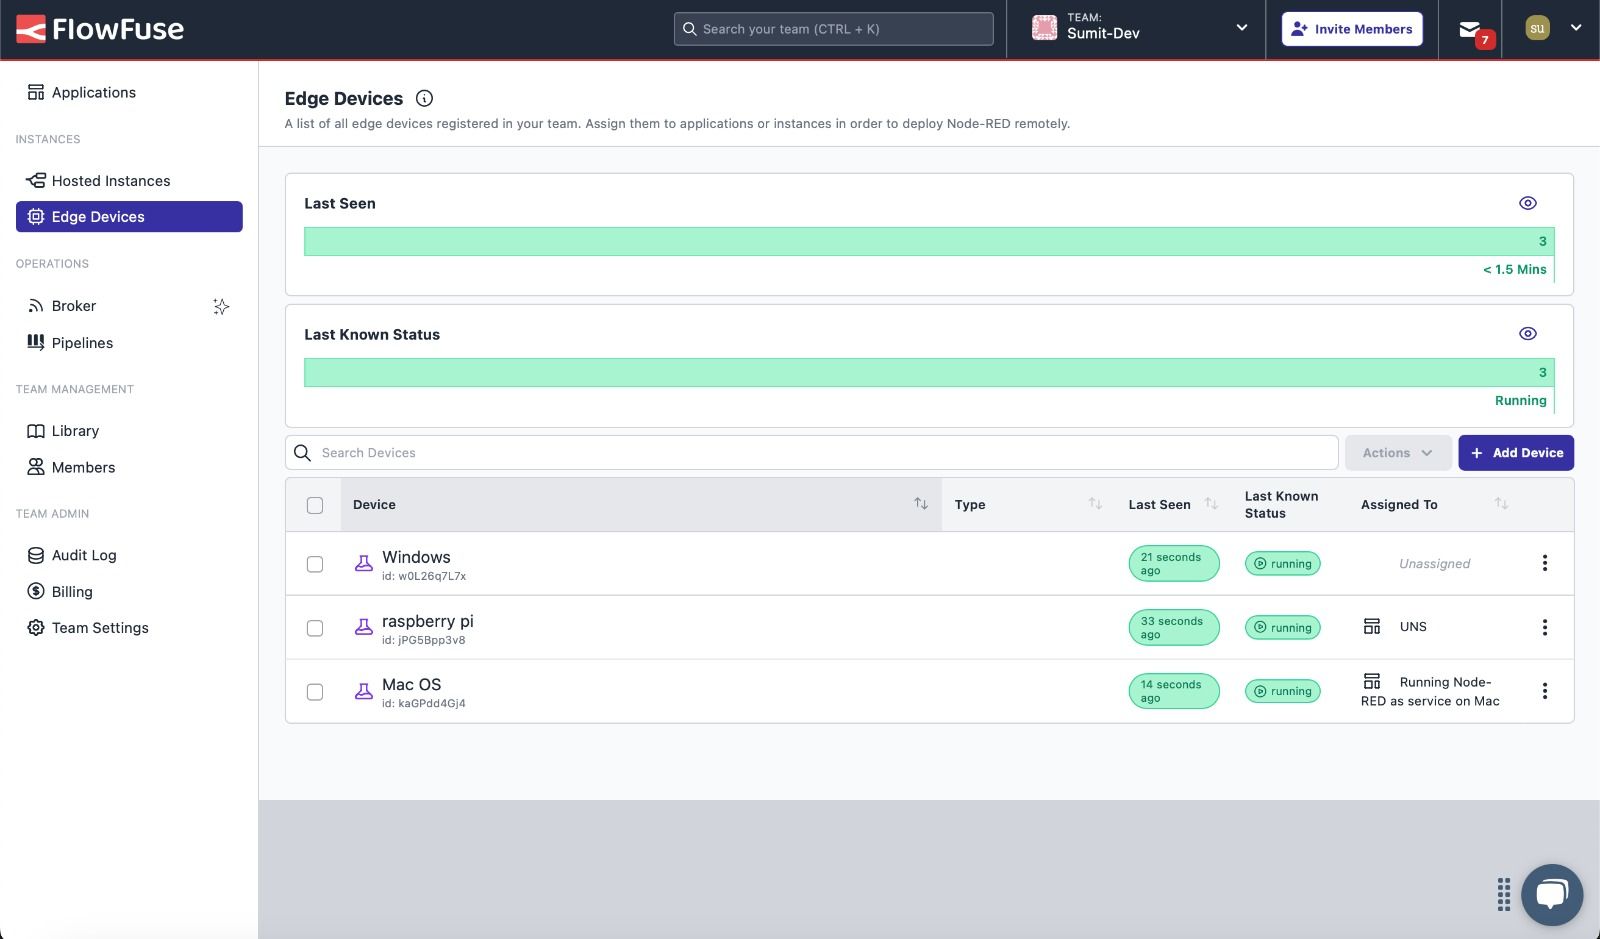 FlowFuse
Search your team (CTRL + K)
TEAM:
Sumit-Dev
Invite Members
7
su
Applications
INSTANCES
Hosted Instances
Edge Devices
OPERATIONS
Broker
Pipelines
TEAM MANAGEMENT
Library
Members
TEAM ADMIN
Audit Log
Billing
Team Settings
Edge Devices
A list of all edge devices registered in your team. Assign them to applications or instances in order to deploy Node-RED remotely.
Last Seen
3
< 1.5 Mins
Last Known Status
3
Running
Search Devices
Actions
+ Add Device
Device
Type
Last Seen
Last Known
Status
Assigned To
Windows
id: w0L26q7L7x
21 seconds
ago
running
Unassigned
raspberry pi
id: jPG5Bpp3v8
33 seconds
ago
running
UNS
Mac OS
id: kaGPdd4Gj4
14 seconds
ago
running
Running Node-
RED as service on Mac